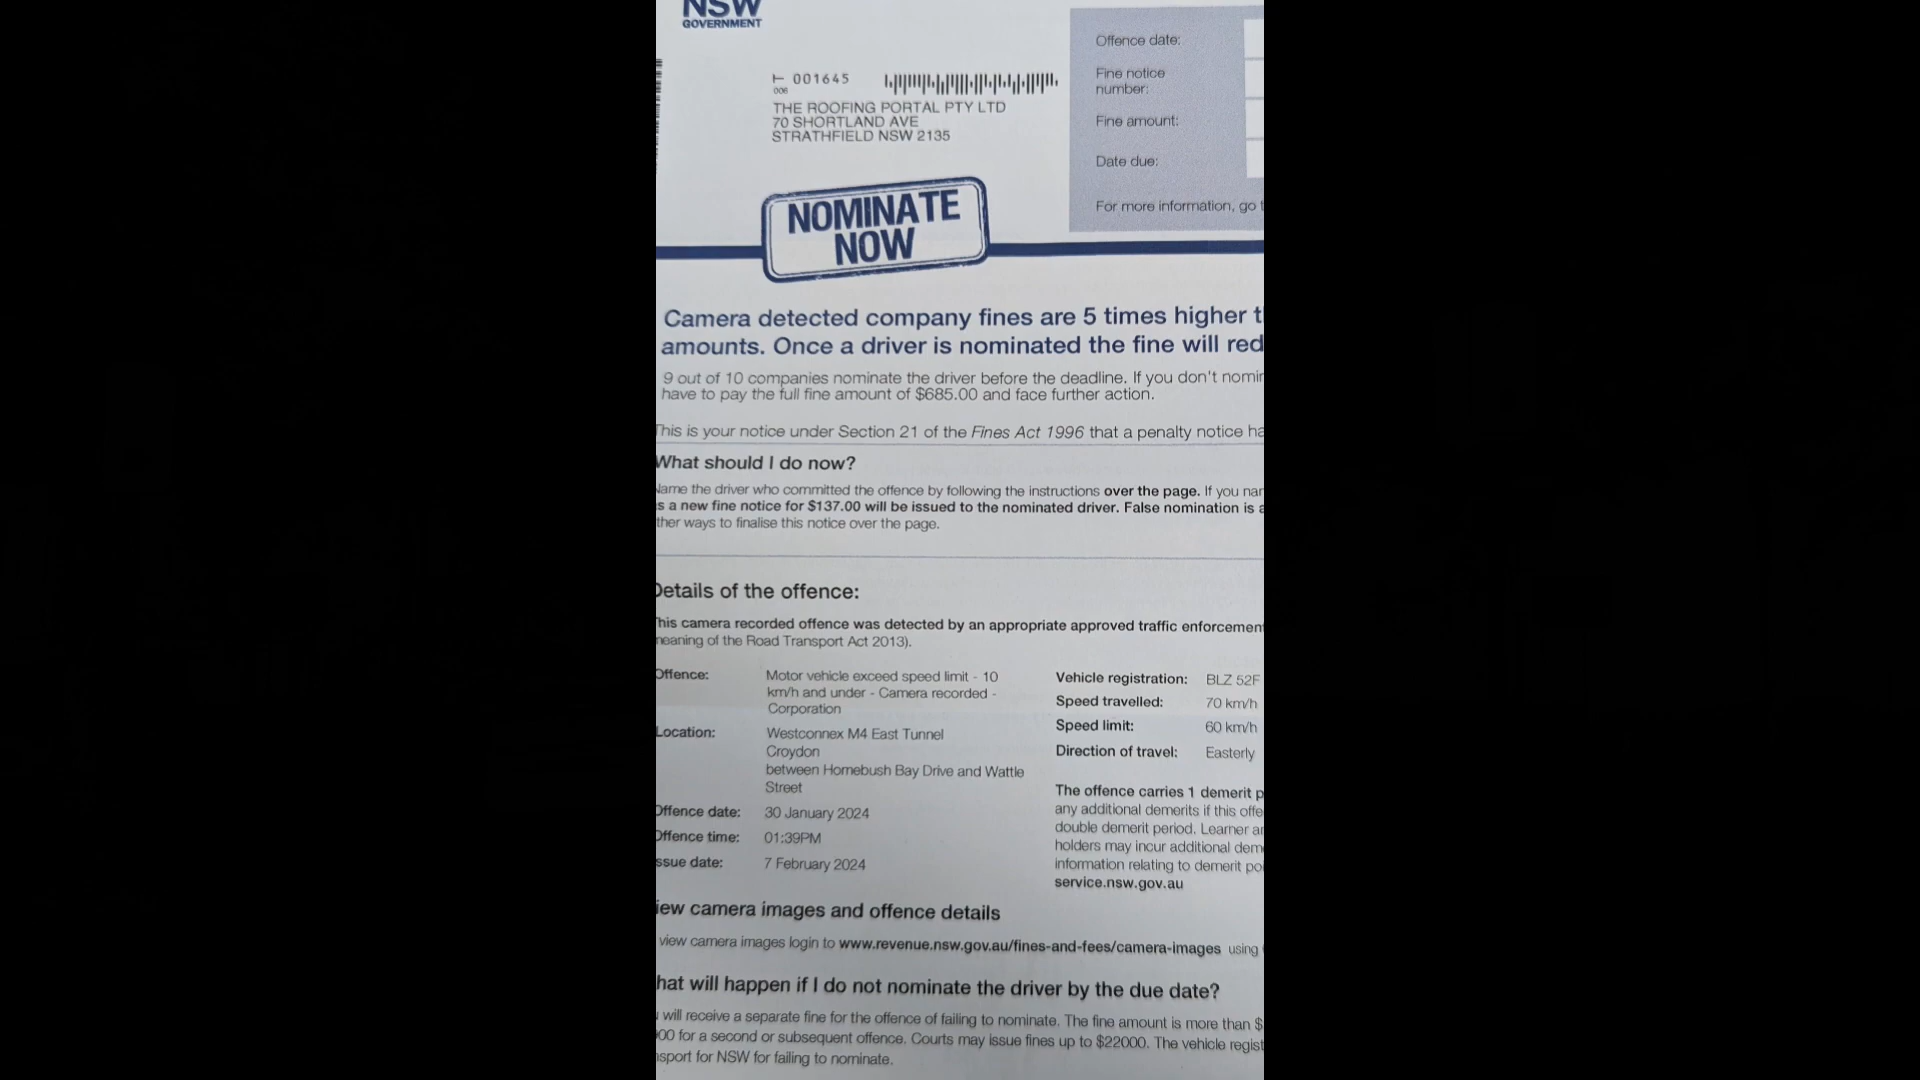 NSW
GOVERNMENT
Offence date:
001645
Fine notice
number:
006
THE ROOFING PORTAL PTY LTD
70 SHORTLAND AVE
STRATHFIELD NSW 2135
Fine amount:
Date due:
For more information, go
NOMINATE
NOW
Camera detected company fines are 5 times higher
amounts. Once a driver is nominated the fine will
9 out of 10 companies nominate the driver before the deadline. If you don't
have to pay the full fine amount of $685.00 and face further action.
This is your notice under Section 21 of the Fines Act 1996 that a penalty notice
What should I do now?
Name the driver who committed the offence by following the instructions over the page. If you
a new fine notice for $137.00 will be issued to the nominated driver. False nomination is
ther ways to finalise this notice over the page.
Details of the offence:
This camera recorded offence was detected by an appropriate approved traffic enforcement
meaning of the Road Transport Act 2013).
Offence: Motor vehicle exceed speed limit - 10
km/h and under - Camera recorded -
Corporation
Location: Westconnex M4 East Tunnel
Croydon
between Homebush Bay Drive and Wattle
Street
Offence date: 30 January 2024
Offence time: 01:39PM
ssue date: 7 February 2024
Vehicle registration: BLZ 52F
Speed travelled: 70 km/h
Speed limit: 60 km/h
Direction of travel: Easterly
The offence carries 1 demerit
any additional demerits if this
double demerit period. Learner
holders may incur additional
information relating to demerit
service.nsw.gov.au
iew camera images and offence details
view camera images login to www.revenue.nsw.gov.au/fines-and-fees/camera-images using
hat will happen if I do not nominate the driver by the due date?
will receive a separate fine for the offence of failing to nominate. The fine amount is more than $
00 for a second or subsequent offence. Courts may issue fines up to $22000. The vehicle
nsport for NSW for failing to nominate.